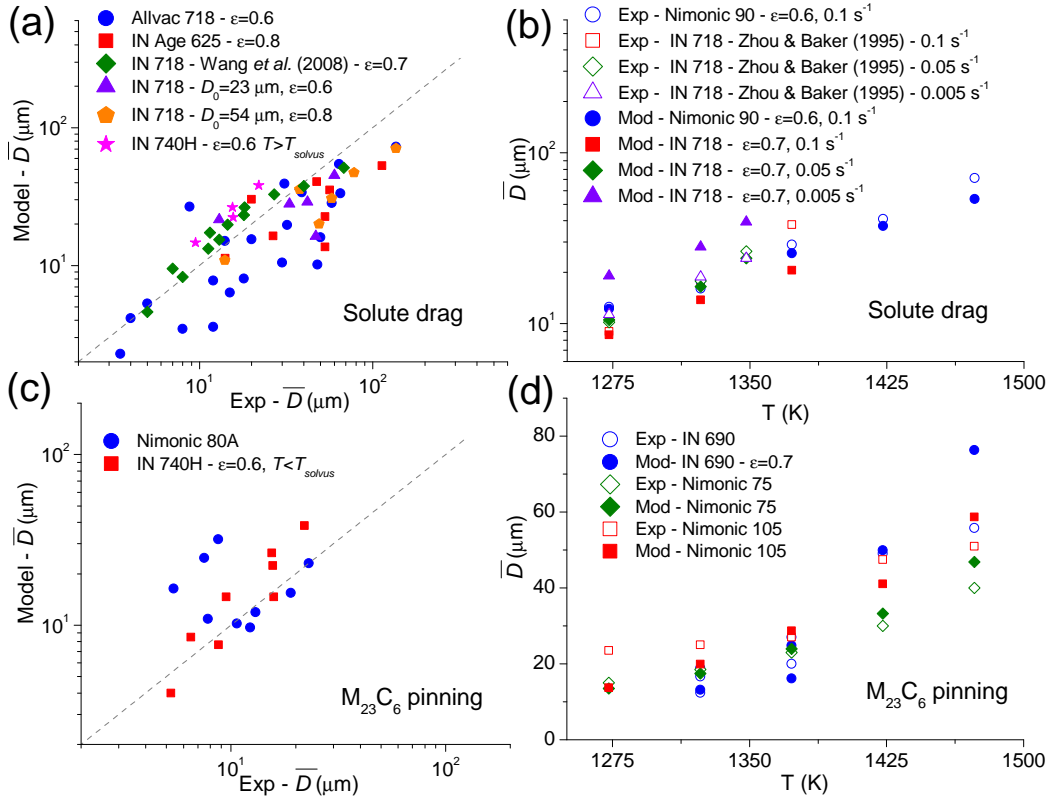 (a)
Allvac 718 - ε=0.6
IN Age 625 - ε=0.8
IN 718 - Wang et al. (2008) - ε=0.7
IN 718 - D₀=23 μm, ε=0.6
IN 718 - D₀=54 μm, ε=0.8
IN 740H - ε=0.6 T>T_solvus
Model - D̅ (μm)
10²
10¹
Solute drag
10¹
10²
Exp - D̅ (μm)
(b)
Exp - Nimonic 90 - ε=0.6, 0.1 s⁻¹
Exp - IN 718 - Zhou & Baker (1995) - 0.1 s⁻¹
Exp - IN 718 - Zhou & Baker (1995) - 0.05 s⁻¹
Exp - IN 718 - Zhou & Baker (1995) - 0.005 s⁻¹
Mod - Nimonic 90 - ε=0.6, 0.1 s⁻¹
Mod - IN 718 - ε=0.7, 0.1 s⁻¹
Mod - IN 718 - ε=0.7, 0.05 s⁻¹
Mod - IN 718 - ε=0.7, 0.005 s⁻¹
D̅ (μm)
10²
10¹
Solute drag
1275
1350
1425
1500
T (K)
(c)
Nimonic 80A
IN 740H - ε=0.6, T<T_solvus
Model - D̅ (μm)
10²
10¹
M₂₃C₆ pinning
10¹
10²
Exp - D̅ (μm)
(d)
Exp - IN 690
Mod- IN 690 - ε=0.7
Exp - Nimonic 75
Mod - Nimonic 75
Exp - Nimonic 105
Mod - Nimonic 105
D̅ (μm)
80
60
40
20
0
M₂₃C₆ pinning
1275
1350
1425
1500
T (K)